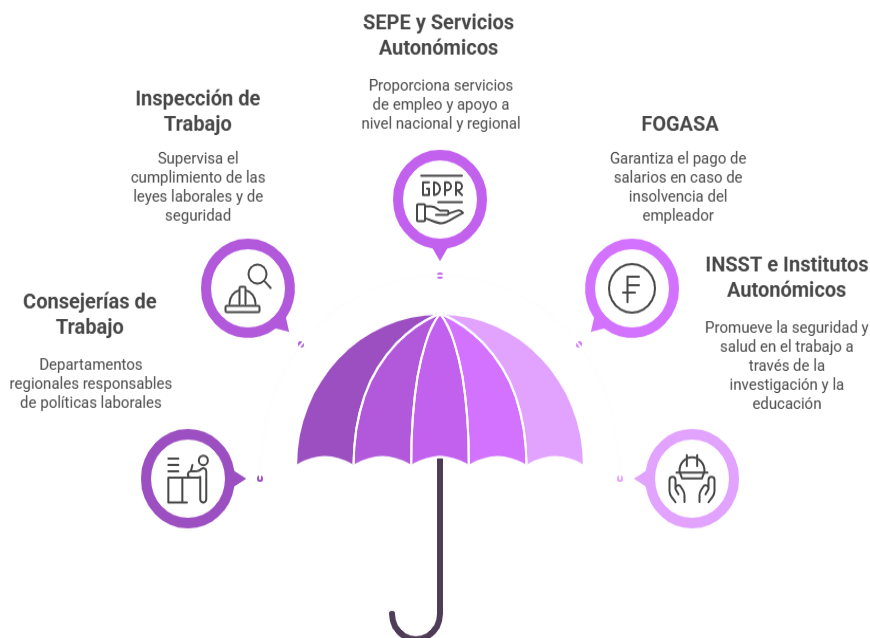 SEPE y Servicios
Autonómicos
Proporciona servicios
de empleo y apoyo a
nivel nacional y regional
GDPR
Inspección de
Trabajo
Supervisa el
cumplimiento de las
leyes laborales y de
seguridad
FOGASA
Garantiza el pago de
salarios en caso de
insolvencia del
empleador
Consejerías de
Trabajo
Departamentos
regionales responsables
de políticas laborales
INSST e Institutos
Autonómicos
Promueve la seguridad y
salud en el trabajo a
través de la
investigación y la
educación